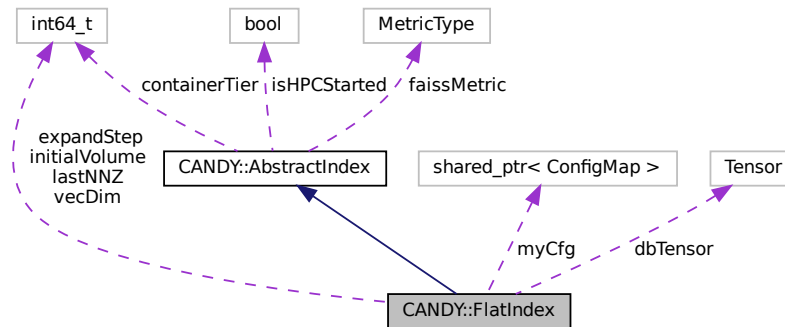 int64_t
bool
MetricType
containerTier
isHPCStarted
faissMetric
expandStep
initialVolume
lastNNZ
vecDim
CANDY::AbstractIndex
shared_ptr< ConfigMap >
Tensor
myCfg
dbTensor
CANDY::FlatIndex